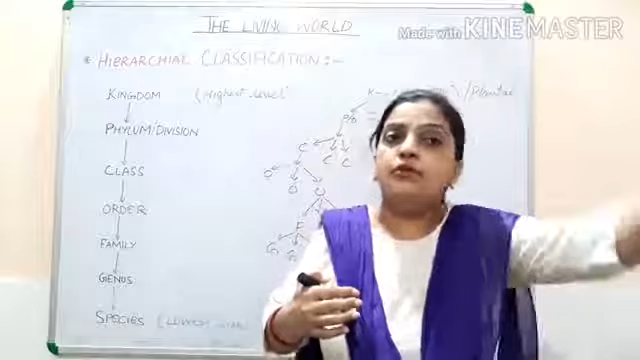 Made with KINEMASTER
THE LIVING WORLD
* HIERARCHIAL CLASSIFICATION :-
KINGDOM (Highest level)
PHYLUM/DIVISION
CLASS
ORDER
FAMILY
GENUS
SPECIES (Lowest
K /Plantae
P/D
C
C C
O
O O
F
G G